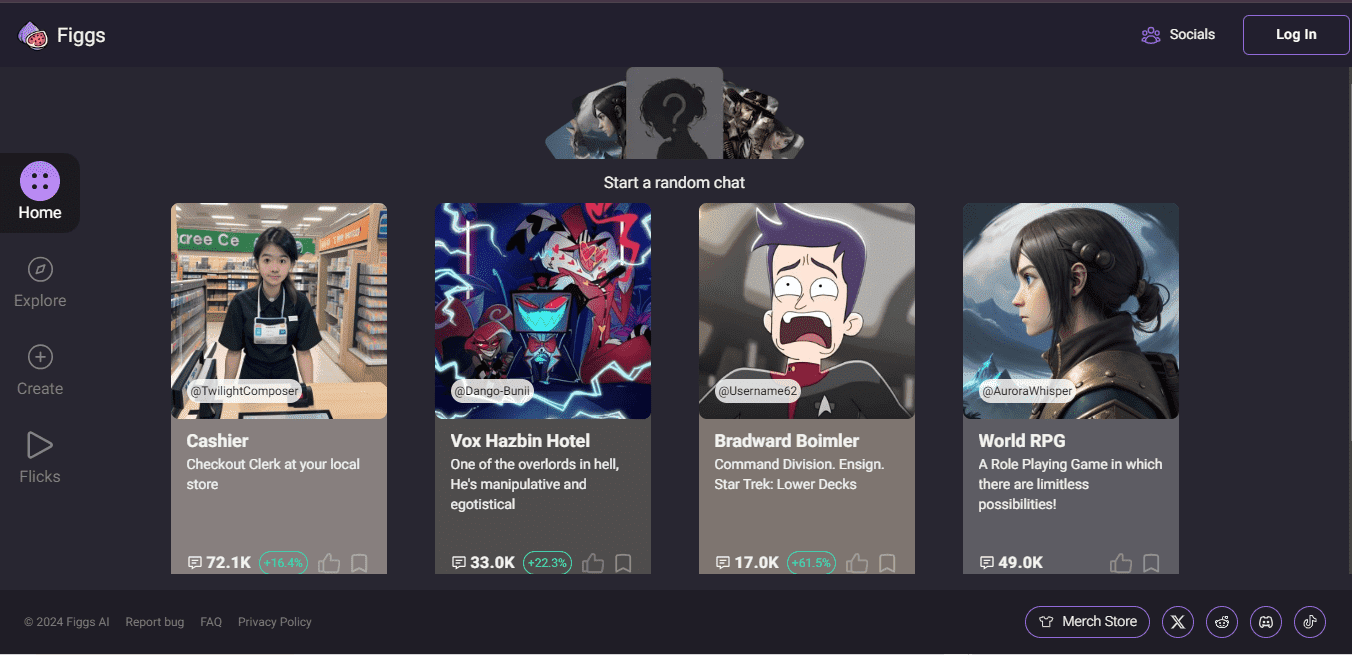 Figgs
Socials
Log In
Start a random chat
Home
Explore
Create
Flicks
aree Ce
@TwilightComposer
Cashier
Checkout Clerk at your local
store
72.1K +16.4%
@Dango-Bunii
Vox Hazbin Hotel
One of the overlords in hell,
He's manipulative and
egotistical
33.0K +22.3%
@Username62
Bradward Boimler
Command Division. Ensign.
Star Trek: Lower Decks
17.0K +61.5%
@AuroraWhisper
World RPG
A Role Playing Game in which
there are limitless
possibilities!
49.0K
© 2024 Figgs AI Report bug FAQ Privacy Policy
Merch Store